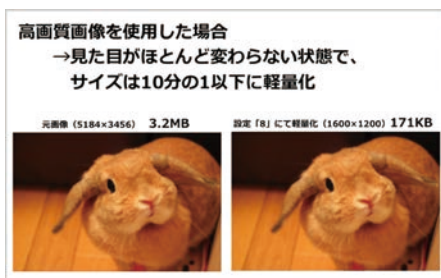 高画質画像を使用した場合
→見た目がほとんど変わらない状態で、
サイズは10分の1以下に軽量化
元画像（5184×3456） 3.2MB
設定「8」にて軽量化（1600×1200）171KB